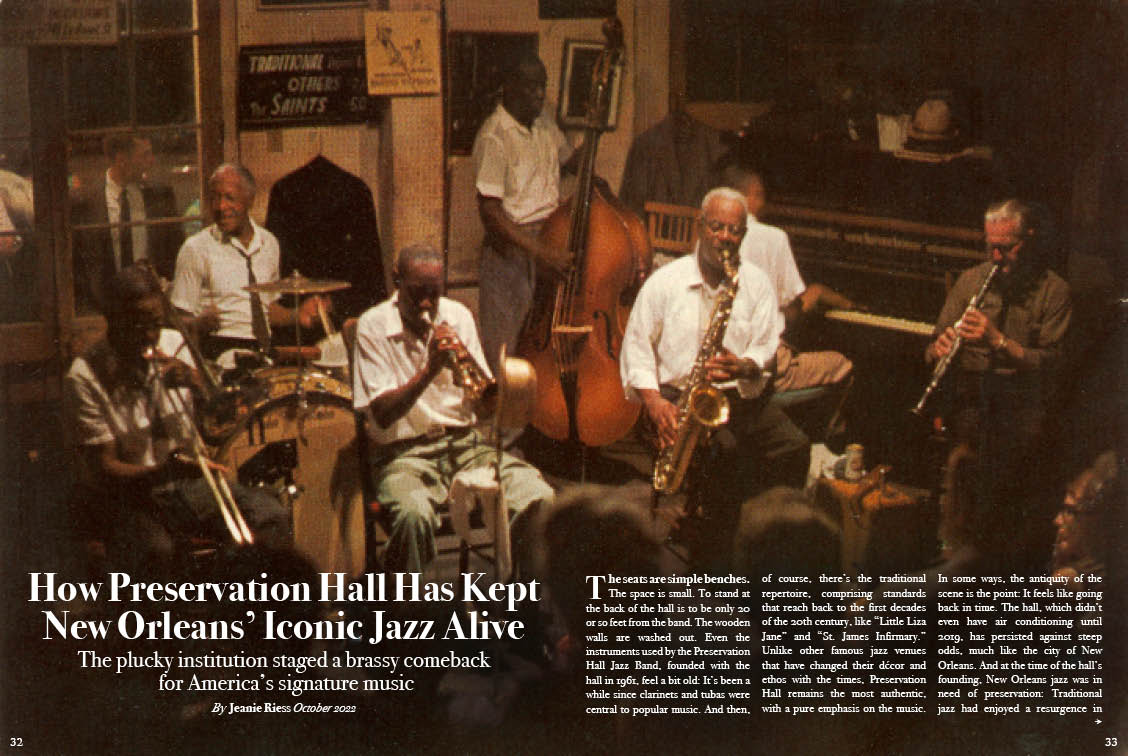 TRADITIONAL
OTHERS
The SAINTS
How Preservation Hall Has Kept
New Orleans’ Iconic Jazz Alive
The plucky institution staged a brassy comeback
for America’s signature music
By Jeanie Riess October 2022
The seats are simple benches.
The space is small. To stand at
the back of the hall is to be only 20
or so feet from the band. The wooden
walls are washed out. Even the
instruments used by the Preservation
Hall Jazz Band, founded with the
hall in 1961, feel a bit old: It’s been a
while since clarinets and tubas were
central to popular music. And then,
of course, there’s the traditional
repertoire, comprising standards
that reach back to the first decades
of the 20th century, like “Little Liza
Jane” and “St. James Infirmary.”
Unlike other famous jazz venues
that have changed their décor and
ethos with the times, Preservation
Hall remains the most authentic,
with a pure emphasis on the music.
In some ways, the antiquity of the
scene is the point: It feels like going
back in time. The hall, which didn’t
even have air conditioning until
2019, has persisted against steep
odds, much like the city of New
Orleans. And at the time of the hall’s
founding, New Orleans jazz was in
need of preservation: Traditional
jazz had enjoyed a resurgence in
32
33